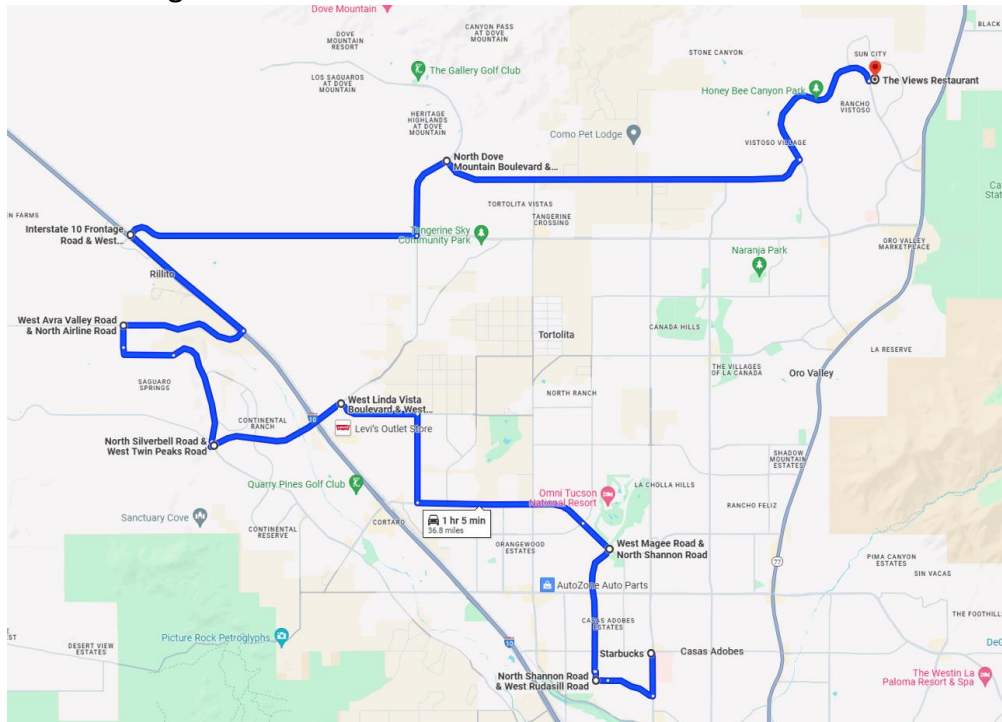 Dove Mountain
CANYON PASS
AT DOVE
MOUNTAIN
BLACK
DOVE
MOUNTAIN
RESORT
STONE CANYON
SUN CITY
The Gallery Golf Club
LOS SAGUAROS
AT DOVE
MOUNTAIN
Honey Bee Canyon Park
The Views Restaurant
RANCHO
VISTOSO
HERITAGE
HIGHLANDS
AT DOVE
MOUNTAIN
Como Pet Lodge
VISTOSO VILLAGE
North Dove
Mountain Boulevard &...
Ca
Stat
TORTOLITA VISTAS
EN FARMS
TANGERINE
CROSSING
Interstate 10 Frontage
Road & West...
Tangerine Sky
Community Park
ORO VALLEY
MARKETPLACE
Naranja Park
Rillito
West Avra Valley Road
& North Airline Road
CANADA HILLS
Tortolita
LA RESERVE
THE VILLAGES
OF LA CANADA
Oro Valley
SAGUARO
SPRINGS
NORTH RANCH
West Linda Vista
Boulevard & West...
10
CONTINENTAL
RANCH
Levi's Outlet Store
North Silverbell Road &
West Twin Peaks Road
SHADOW
MOUNTAIN
ESTATES
Quarry Pines Golf Club
LA CHOLLA HILLS
Omni Tucson
National Resort
RANCHO FELIZ
Sanctuary Cove
1 hr 5 min
36.8 miles
CORTARO
CONTINENTAL
RESERVE
ORANGEWOOD
ESTATES
West Magee Road &
North Shannon Road
PIMA CANYON
ESTATES
77
SIN VACAS
AutoZone Auto Parts
THE FOOTHILL
CASAS ADOBES
ESTATES
Picture Rock Petroglyphs...
10
DESERT VIEW
ESTATES
Starbucks
Casas Adobes
DeG
North Shannon Road
& West Rudasill Road
The Westin La
Paloma Resort & Spa